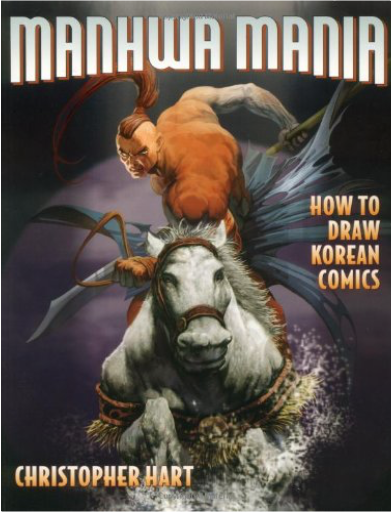 MANHWA MANIA
HOW TO
DRAW
KOREAN
COMICS
CHRISTOPHER HART